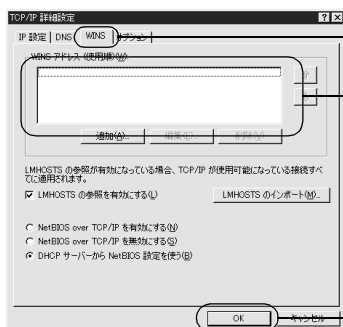 TCP/IP 詳細設定
IP 設定 DNS WINS オプション
WINS アドレス (使用順)(W):
追加(A)... 編集(E)... 削除(V)
LMHOSTS の参照が有効になっている場合、TCP/IP が使用可能になっている接続すべ
てに適用されます。
LMHOSTS の参照を有効にする(L) LMHOSTS のインポート(M)...
NetBIOS over TCP/IP を有効にする(N)
NetBIOS over TCP/IP を無効にする(S)
DHCP サーバーから NetBIOS 設定を使う(B)
OK キャンセル